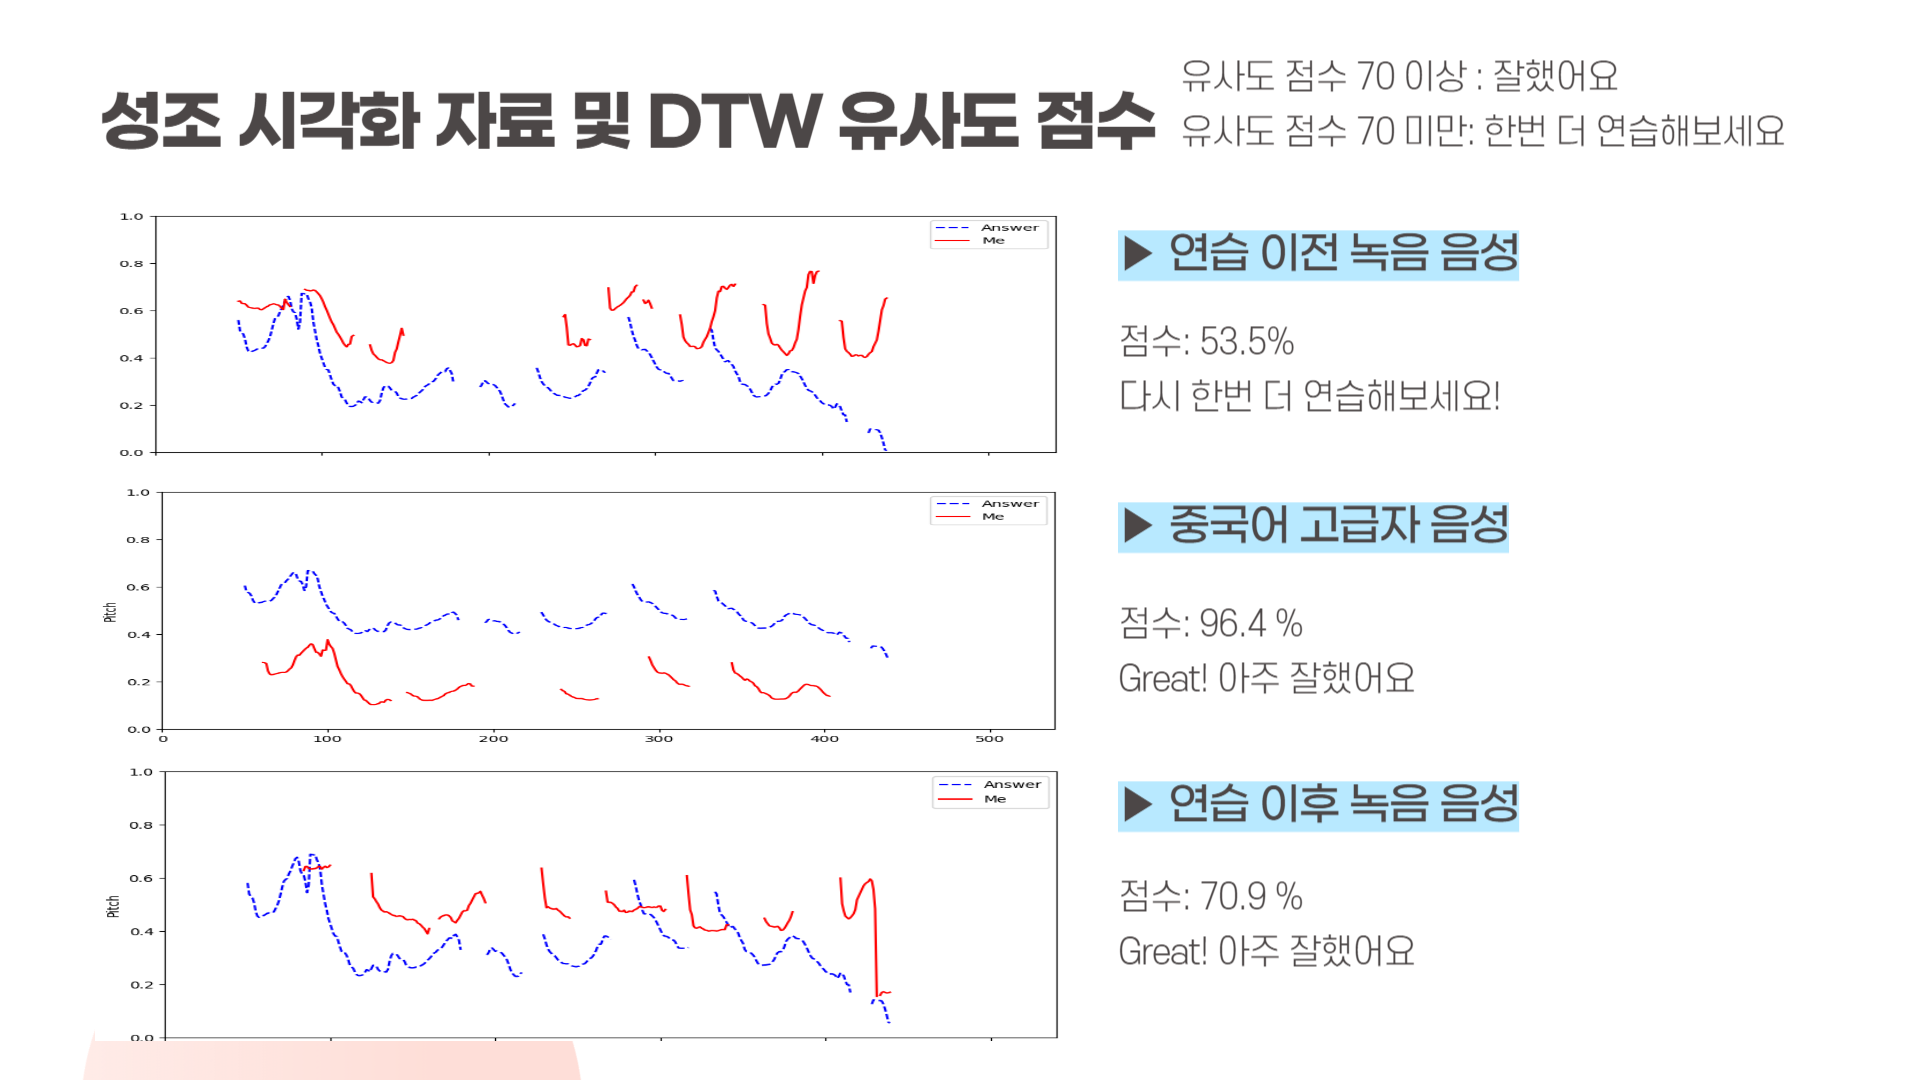 성조 시각화 자료 및 DTW 유사도 점수
유사도 점수 70 이상 : 잘했어요
유사도 점수 70 미만: 한번 더 연습해보세요
1.0
0.8
0.6
0.4
0.2
0.0
Answer
Me
▶ 연습 이전 녹음 음성
점수: 53.5%
다시 한번 더 연습해보세요!
1.0
0.8
0.6
0.4
0.2
0.0
Pitch
0 100 200 300 400 500
Answer
Me
▶ 중국어 고급자 음성
점수: 96.4 %
Great! 아주 잘했어요
1.0
0.8
0.6
0.4
0.2
0.0
Pitch
Answer
Me
▶ 연습 이후 녹음 음성
점수: 70.9 %
Great! 아주 잘했어요